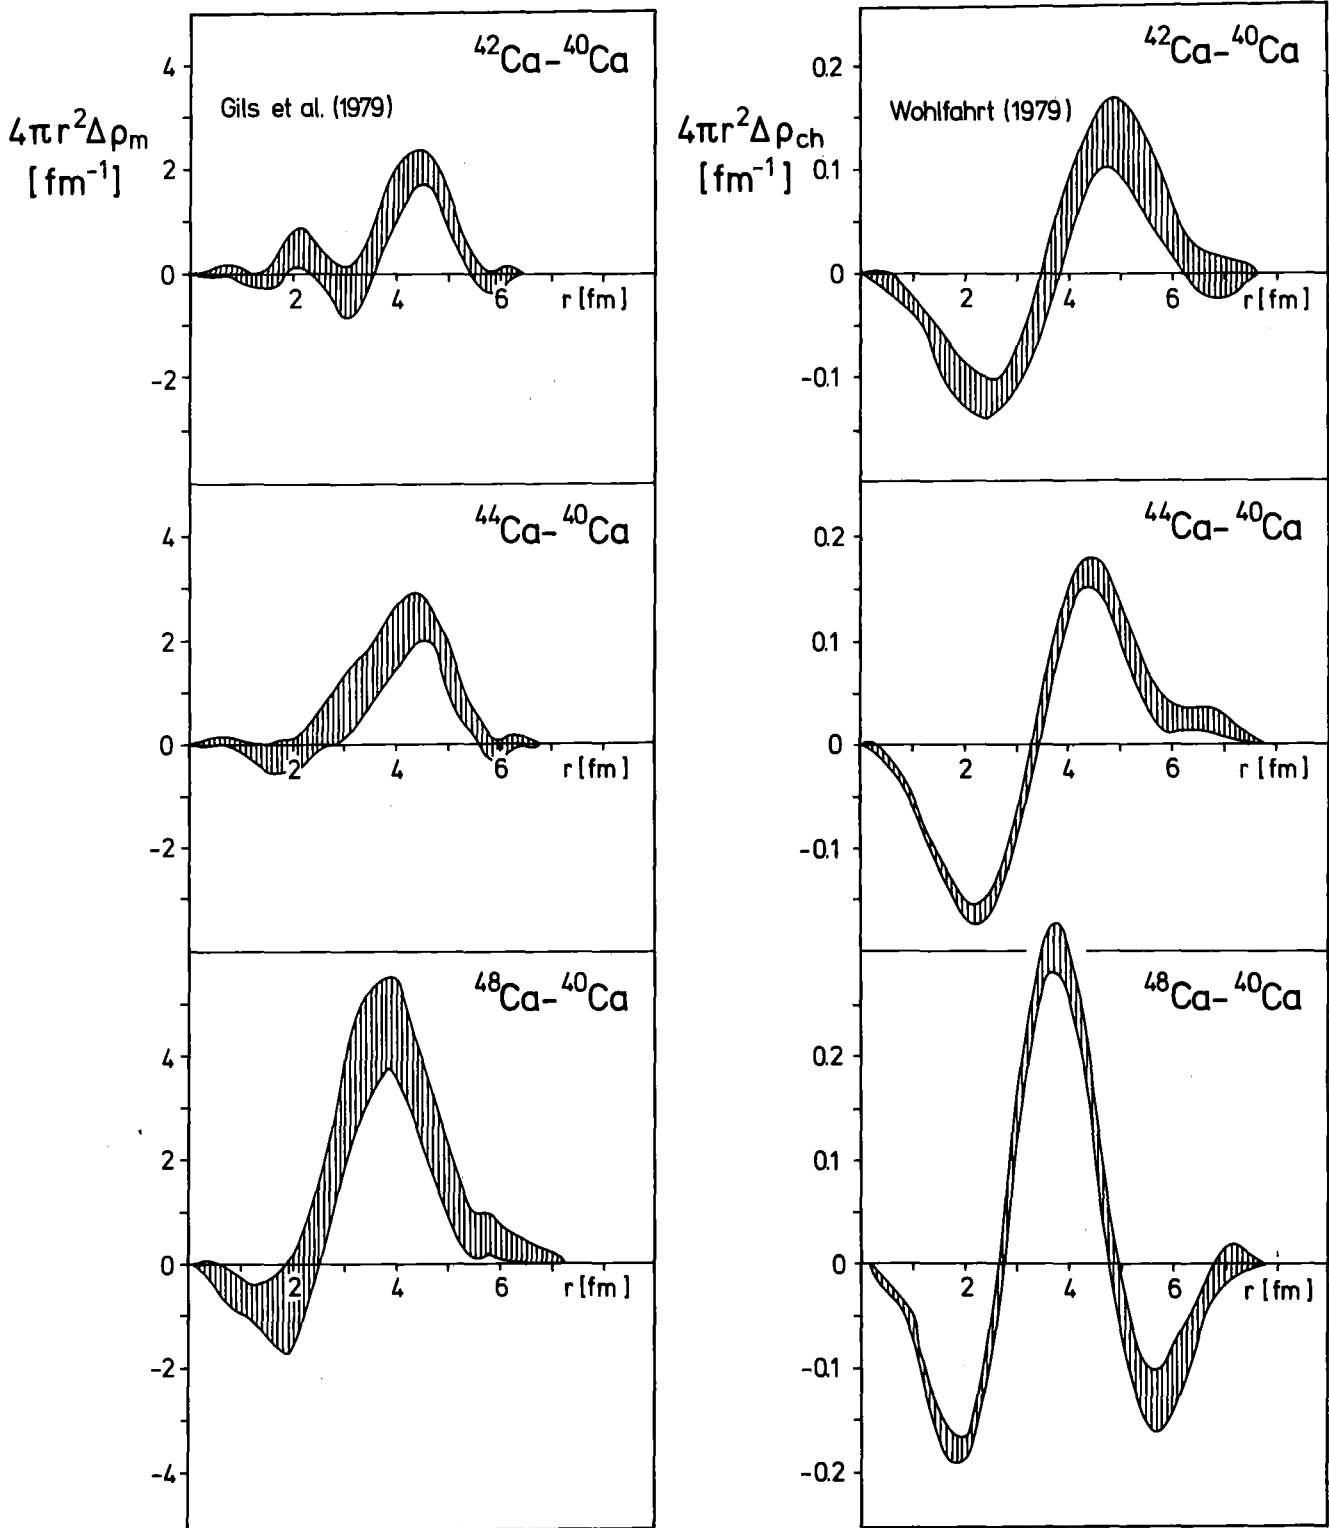 4πr²Δρm
[fm⁻¹]
⁴²Ca-⁴⁰Ca
Gils et al. (1979)
4
2
0
-2
2
4
6
r[fm]
⁴⁴Ca-⁴⁰Ca
4
2
0
-2
2
4
6
r[fm]
⁴⁸Ca-⁴⁰Ca
4
2
0
-2
-4
2
4
6
r[fm]
4πr²Δρch
[fm⁻¹]
⁴²Ca-⁴⁰Ca
Wohlfahrt (1979)
0.2
0.1
0
-0.1
2
4
6
r[fm]
⁴⁴Ca-⁴⁰Ca
0.2
0.1
0
-0.1
2
4
6
r[fm]
⁴⁸Ca-⁴⁰Ca
0.2
0.1
0
-0.1
-0.2
2
4
6
r[fm]